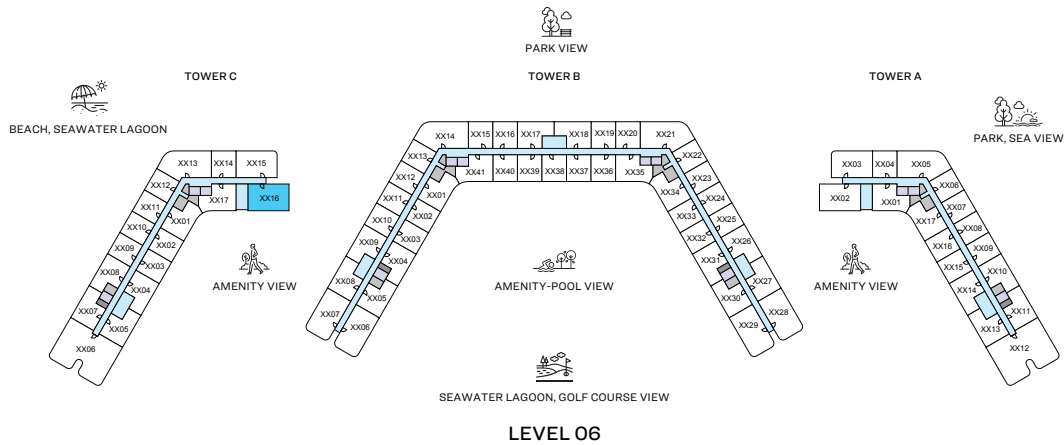 PARK VIEW
TOWER C
TOWER B
TOWER A
BEACH, SEAWATER LAGOON
PARK, SEA VIEW
XX13 XX14 XX15
XX12
XX16
XX17
XX11
XX01
XX10
XX02
XX09
XX03
XX08
XX04
XX07
XX05
XX06
AMENITY VIEW
XX14 XX15 XX16 XX17 XX18 XX19 XX20 XX21
XX13
XX41 XX40 XX39 XX38 XX37 XX36 XX35
XX22
XX12
XX01
XX34
XX23
XX11
XX02
XX33
XX24
XX10
XX03
XX32
XX25
XX09
XX04
XX31
XX26
XX08
XX05
XX30
XX27
XX07
XX06
XX29
XX28
AMENITY-POOL VIEW
XX03 XX04 XX05
XX02
XX01
XX06
XX17
XX07
XX16
XX08
XX15
XX09
XX14
XX10
XX13
XX11
XX12
AMENITY VIEW
SEAWATER LAGOON, GOLF COURSE VIEW
LEVEL 06